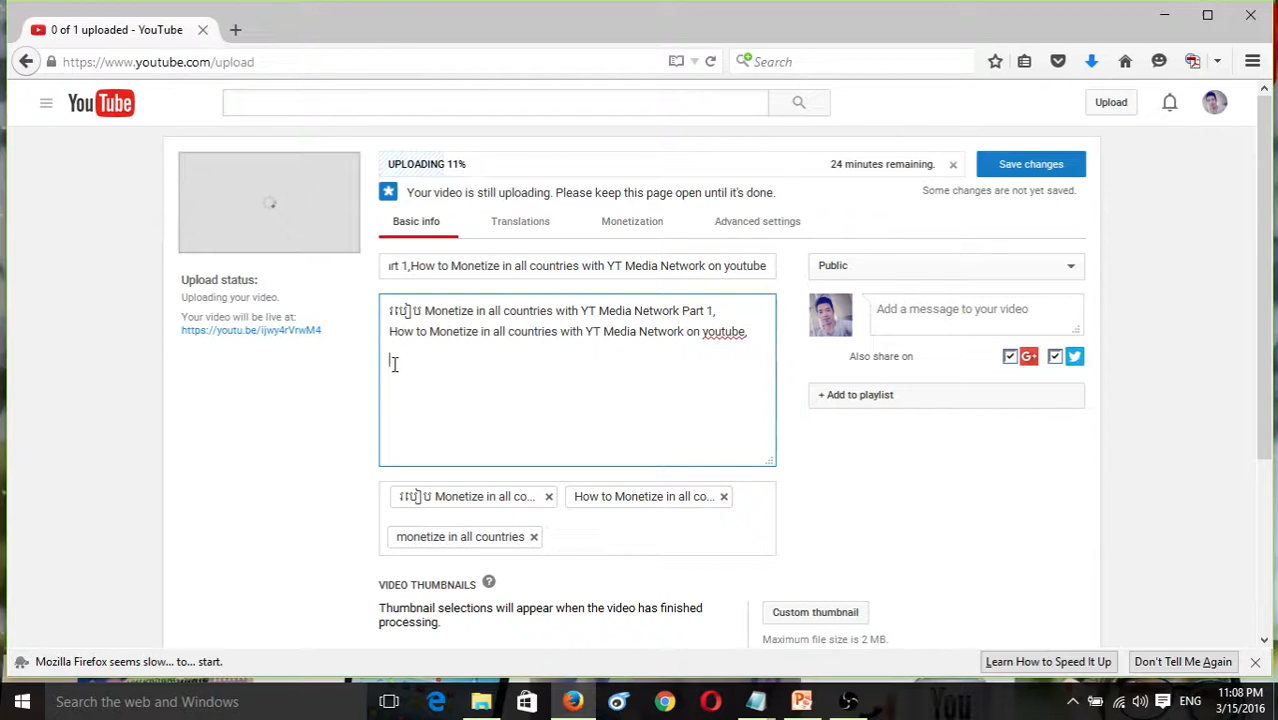 0 of 1 uploaded - YouTube
https://www.youtube.com/upload
Search
YouTube
Upload
UPLOADING 11%
24 minutes remaining.
Save changes
Your video is still uploading. Please keep this page open until it's done.
Some changes are not yet saved.
Basic info
Translations
Monetization
Advanced settings
Upload status:
Uploading your video.
Your video will be live at:
https://youtu.be/ijwy4rVrwM4
ırt 1,How to Monetize in all countries with YT Media Network on youtube
Public
របៀប Monetize in all countries with YT Media Network Part 1,
How to Monetize in all countries with YT Media Network on youtube,
Add a message to your video
Also share on
G+
+ Add to playlist
របៀប Monetize in all co...
How to Monetize in all co...
monetize in all countries
VIDEO THUMBNAILS
Thumbnail selections will appear when the video has finished
processing.
Custom thumbnail
Maximum file size is 2 MB.
Mozilla Firefox seems slow... to... start.
Learn How to Speed It Up
Don't Tell Me Again
Search the web and Windows
ENG
11:08 PM
3/15/2016